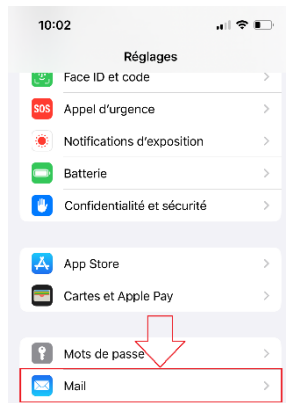 10:02
Réglages
Face ID et code
SOS Appel d'urgence
Notifications d'exposition
Batterie
Confidentialité et sécurité
App Store
Cartes et Apple Pay
Mots de passe
Mail